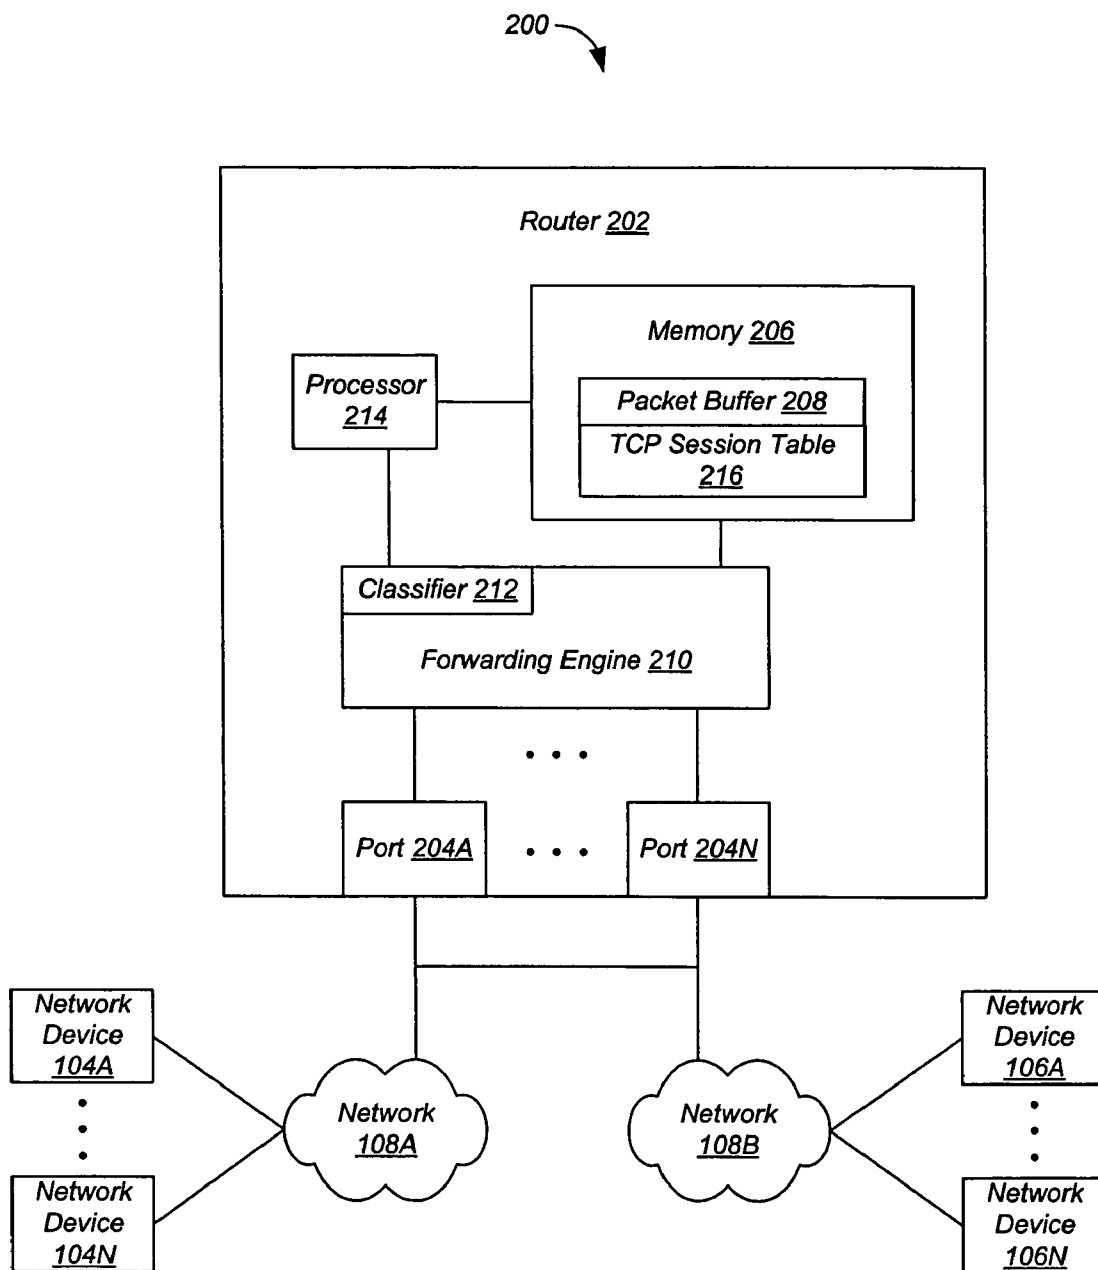 200
Router 202
Memory 206
Processor
214
Packet Buffer 208
TCP Session Table
216
Classifier 212
Forwarding Engine 210
Port 204A
Port 204N
Network
Device
104A
Network
Device
106A
Network
108A
Network
108B
Network
Device
104N
Network
Device
106N